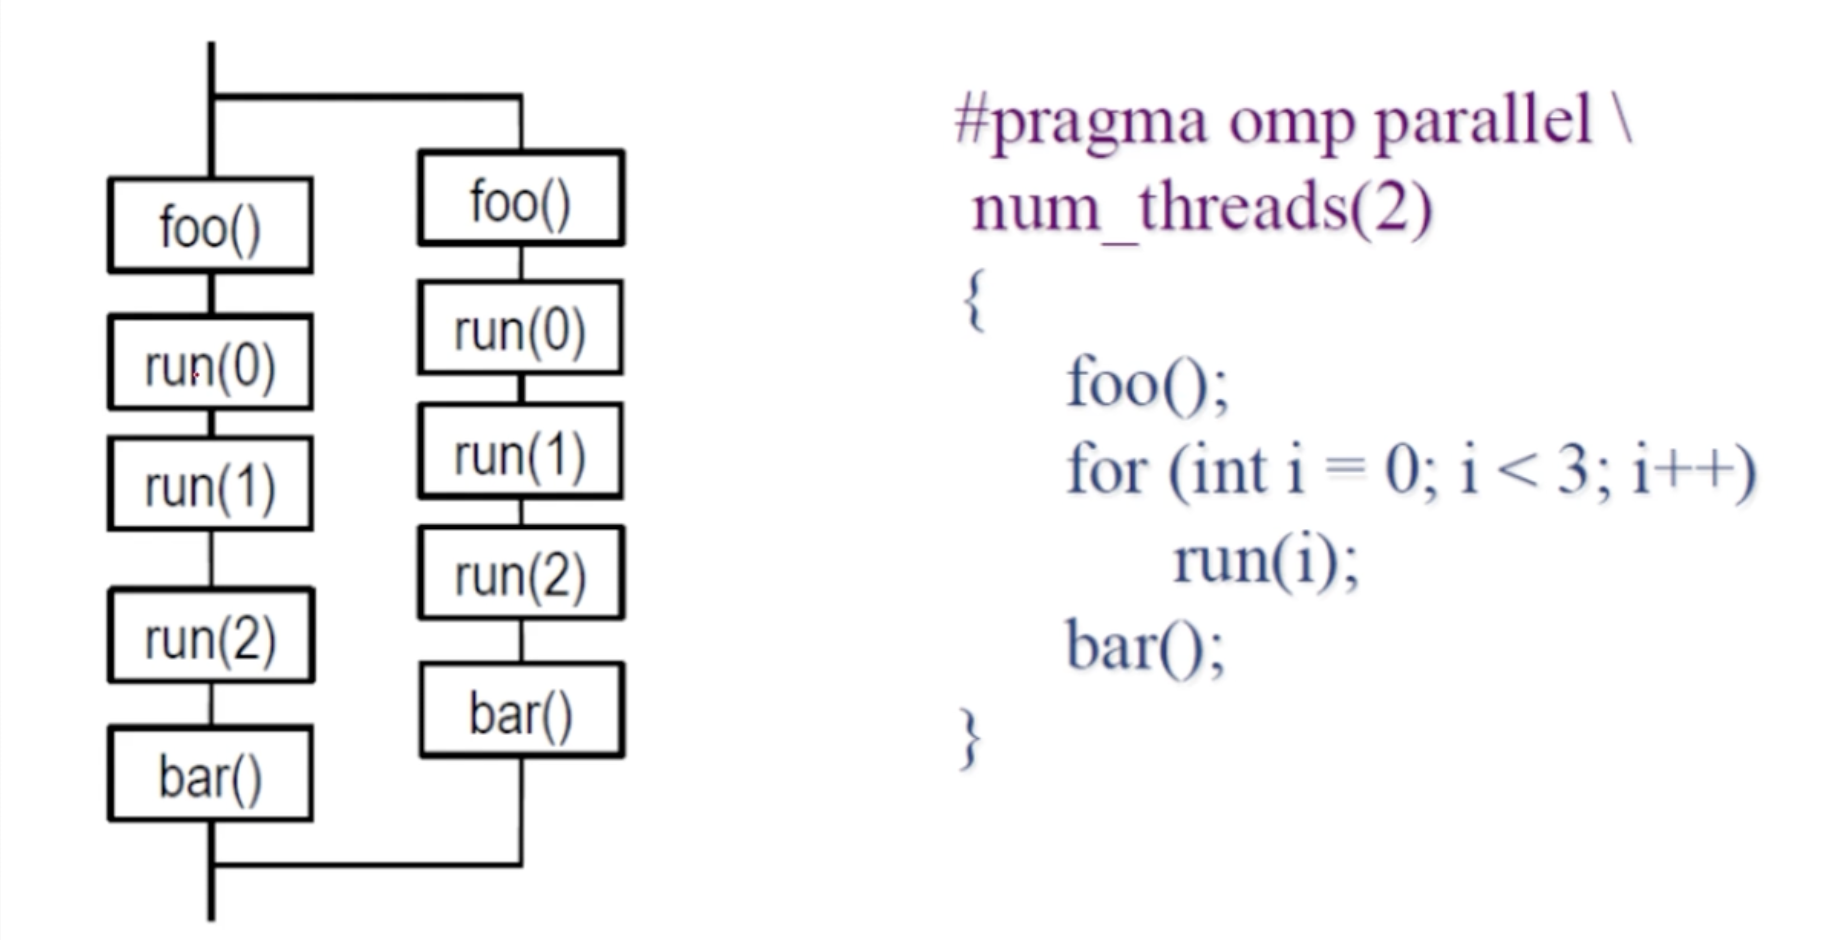 foo()
run(0)
run(1)
run(2)
bar()
foo()
run(0)
run(1)
run(2)
bar()
#pragma omp parallel \
num_threads(2)
{
foo();
for (int i = 0; i < 3; i++)
run(i);
bar();
}